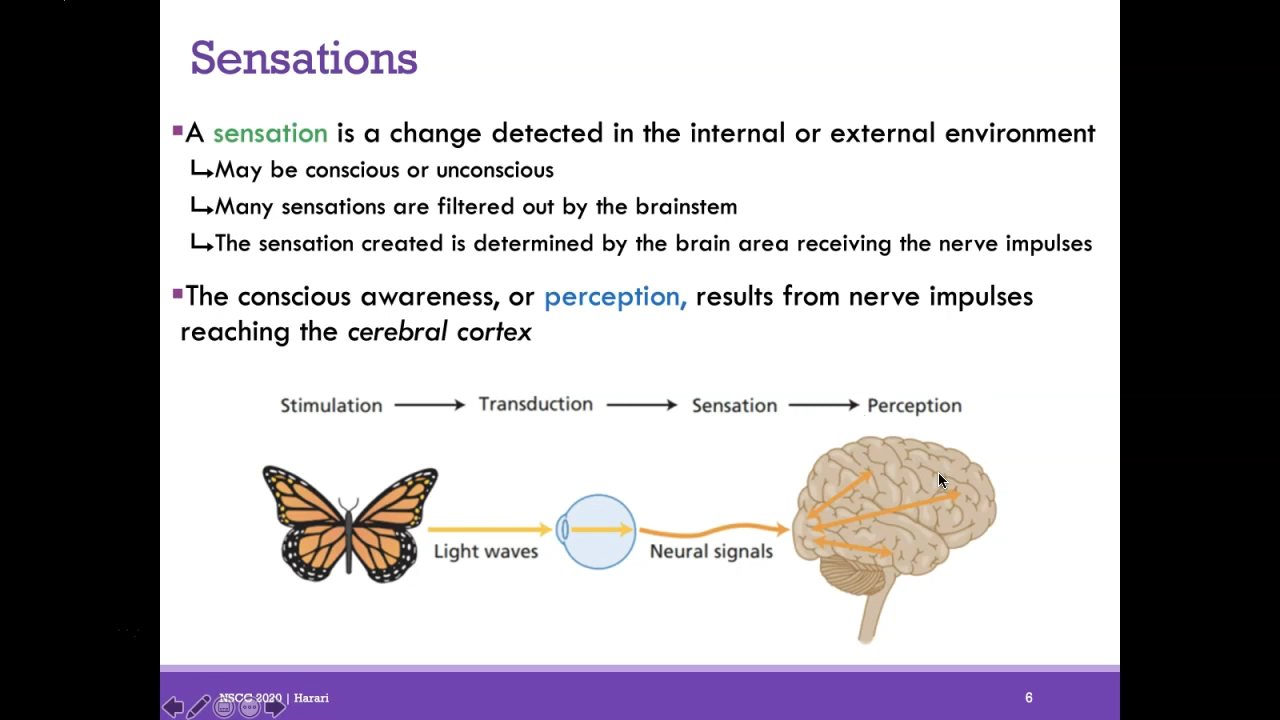 Sensations
A sensation is a change detected in the internal or external environment
May be conscious or unconscious
Many sensations are filtered out by the brainstem
The sensation created is determined by the brain area receiving the nerve impulses
The conscious awareness, or perception, results from nerve impulses
reaching the cerebral cortex
Stimulation Transduction Sensation Perception
Light waves Neural signals
NSCC 2020 | Harari 6